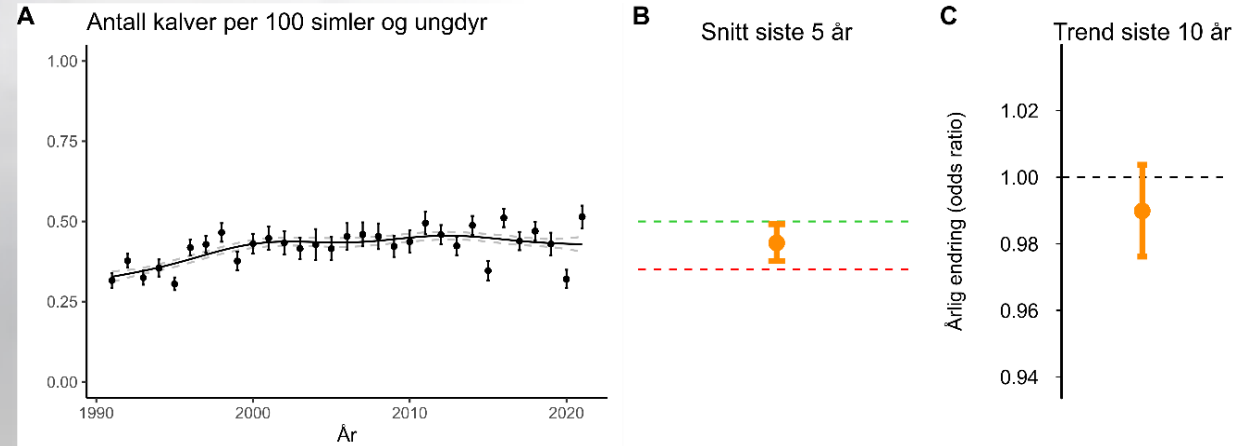 A
Antall kalver per 100 simler og ungdyr
1.00
0.75
0.50
0.25
0.00
1990
2000
2010
2020
År
B
Snitt siste 5 år
C
Trend siste 10 år
Årlig endring (odds ratio)
1.02
1.00
0.98
0.96
0.94